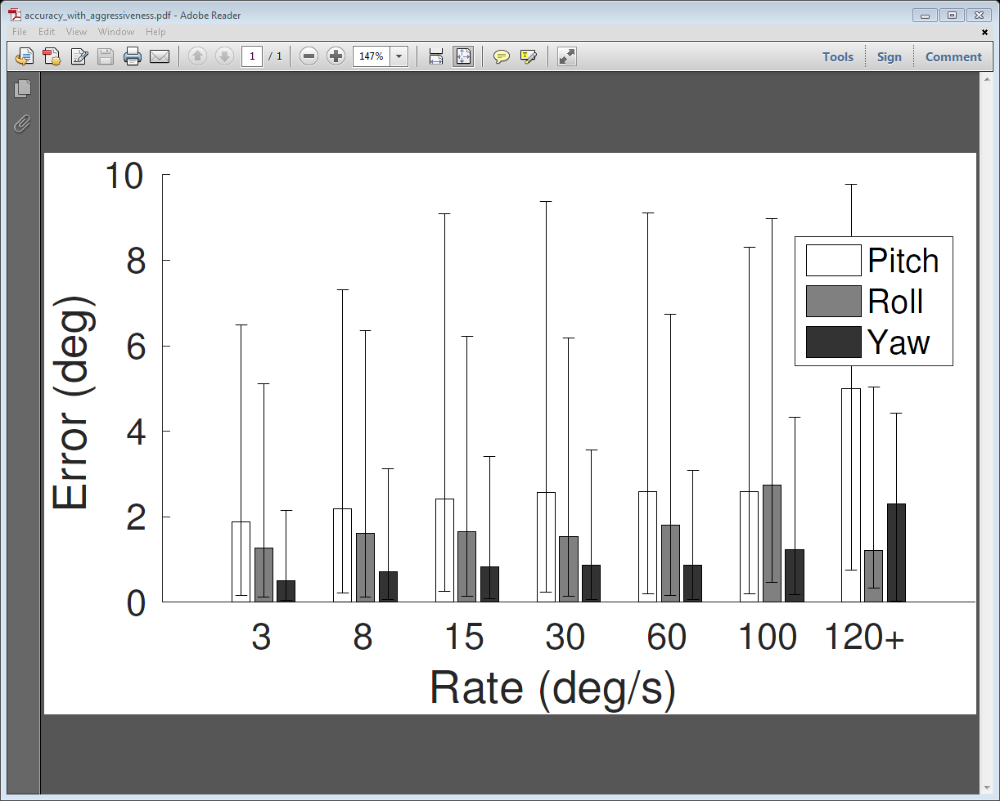 accuracy_with_aggressiveness.pdf - Adobe Reader
File Edit View Window Help
1 / 1 147% Tools Sign Comment
10
8
6
4
2
0
Error (deg)
Pitch
Roll
Yaw
3 8 15 30 60 100 120+
Rate (deg/s)